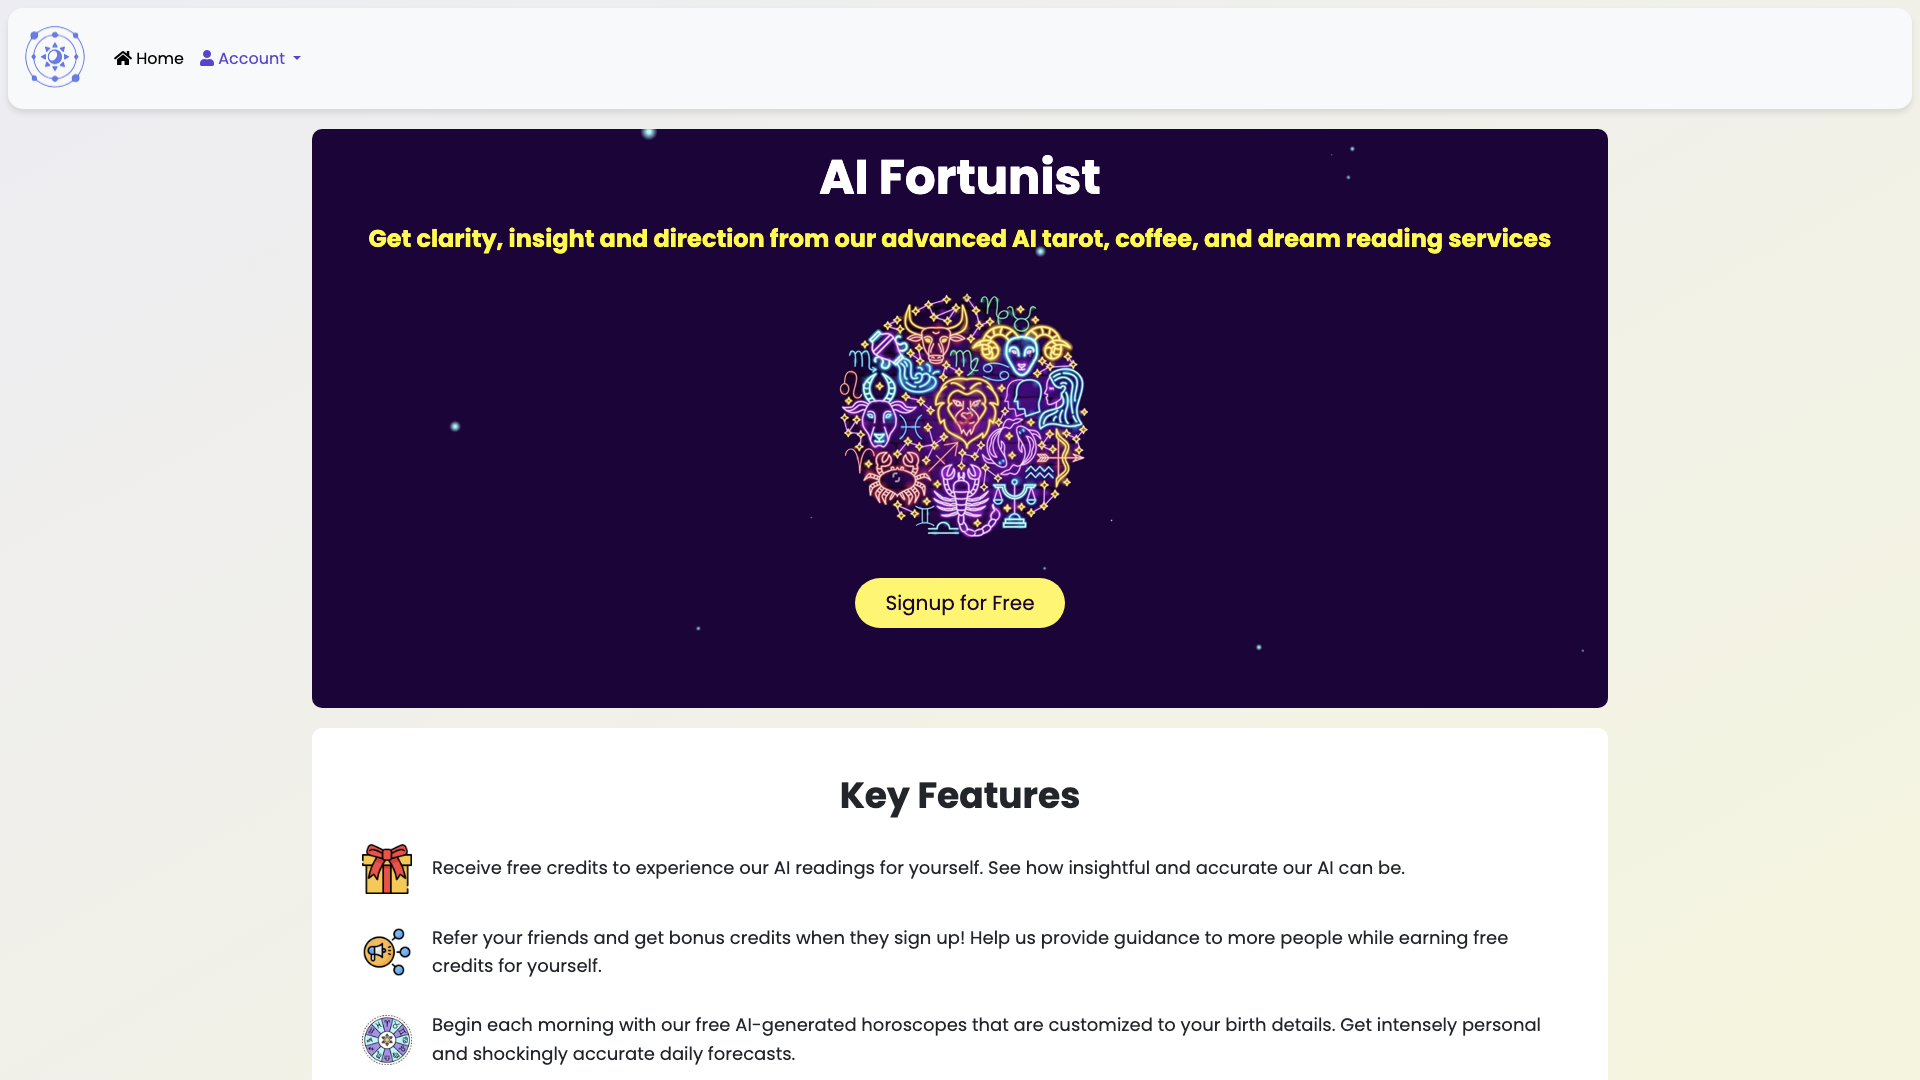 Home
Account
AI Fortunist
Get clarity, insight and direction from our advanced AI tarot, coffee, and dream reading services
Signup for Free
Key Features
Receive free credits to experience our AI readings for yourself. See how insightful and accurate our AI can be.
Refer your friends and get bonus credits when they sign up! Help us provide guidance to more people while earning free
credits for yourself.
Begin each morning with our free AI-generated horoscopes that are customized to your birth details. Get intensely personal
and shockingly accurate daily forecasts.